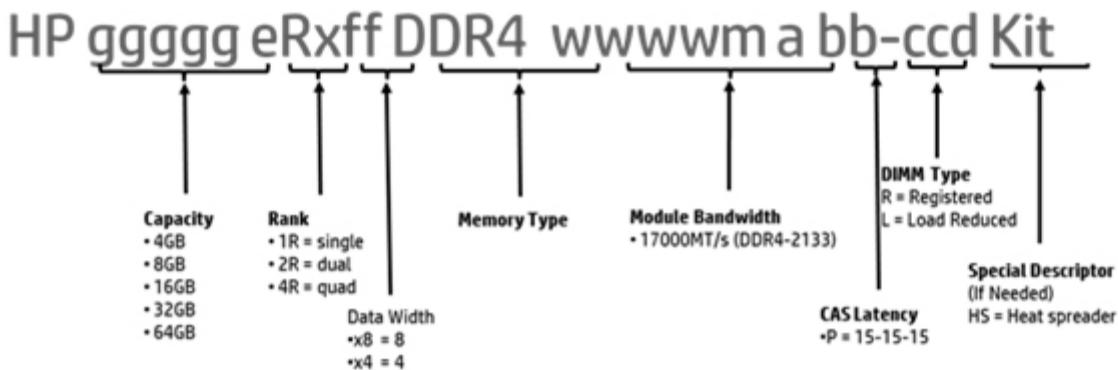 HP ggggg eRxff DDR4 wwwwm a bb-ccd Kit
Capacity
• 4GB
• 8GB
• 16GB
• 32GB
• 64GB
Rank
• 1R = single
• 2R = dual
• 4R = quad
Data Width
•x8 = 8
•x4 = 4
Memory Type
Module Bandwidth
• 17000MT/s (DDR4-2133)
CAS Latency
•P = 15-15-15
DIMM Type
R = Registered
L = Load Reduced
Special Descriptor
(If Needed)
HS = Heat spreader